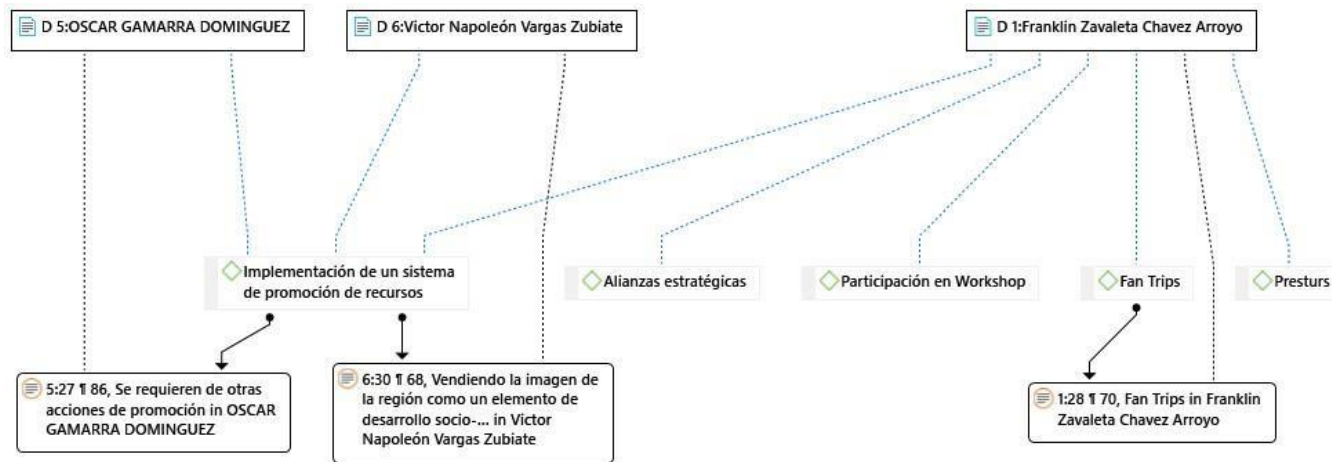 D 5:OSCAR GAMARRA DOMINGUEZ
D 6:Victor Napoleón Vargas Zubiate
D 1:Franklin Zavaleta Chavez Arroyo
Implementación de un sistema
de promoción de recursos
Alianzas estratégicas
Participación en Workshop
Fan Trips
Presturs
5:27 ¶ 86, Se requieren de otras
acciones de promoción in OSCAR
GAMARRA DOMINGUEZ
6:30 ¶ 68, Vendiendo la imagen de
la región como un elemento de
desarrollo socio-... in Victor
Napoleón Vargas Zubiate
1:28 ¶ 70, Fan Trips in Franklin
Zavaleta Chavez Arroyo